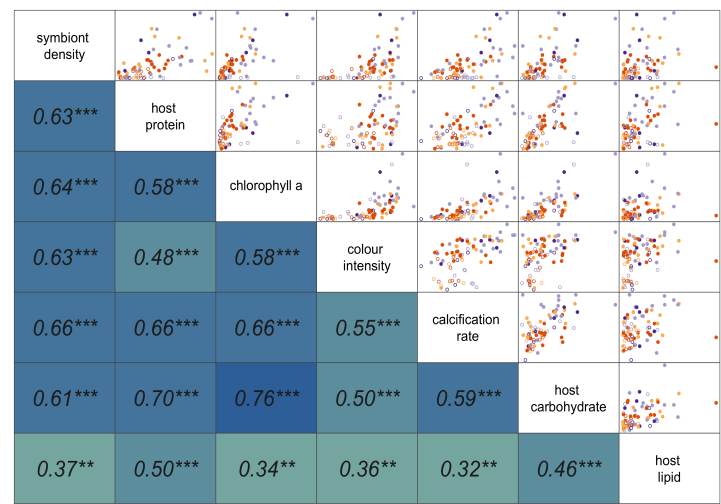 symbiont
density
0.63***
host
protein
0.64*** 0.58*** chlorophyll a
0.63*** 0.48*** 0.58***
colour
intensity
0.66*** 0.66*** 0.66*** 0.55***
calcification
rate
0.61*** 0.70*** 0.76*** 0.50*** 0.59***
host
carbohydrate
0.37** 0.50*** 0.34** 0.36** 0.32** 0.46***
host
lipid